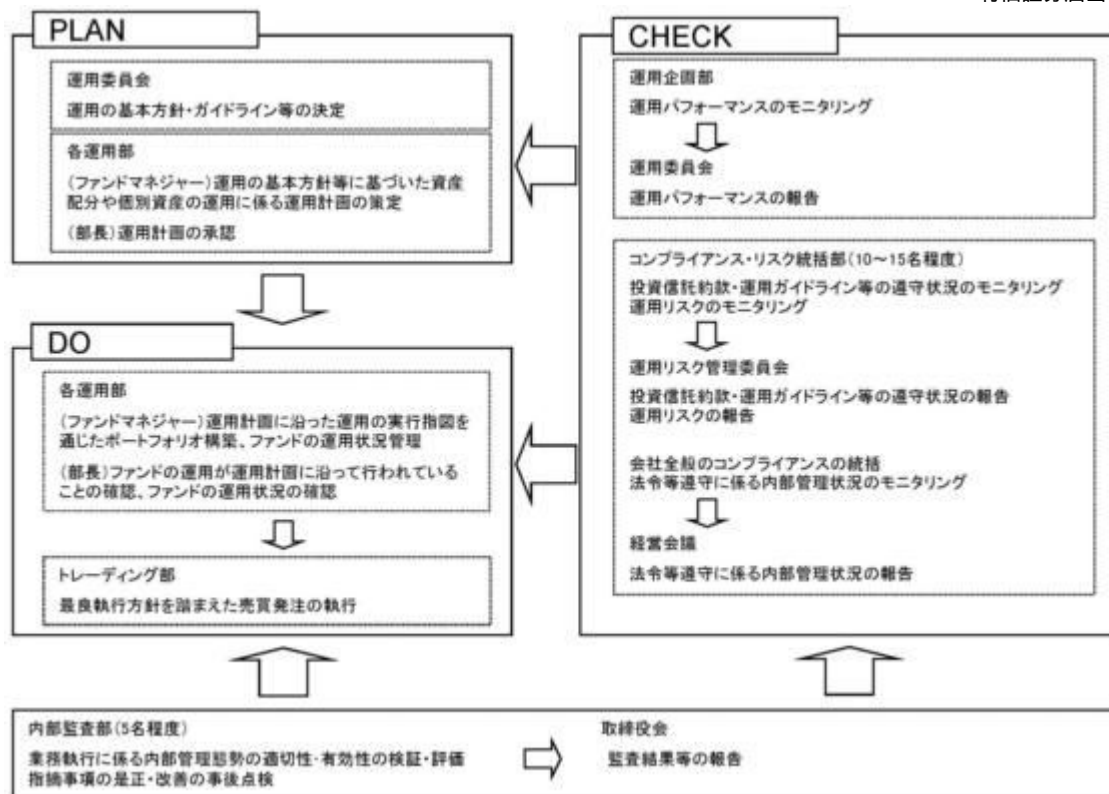 PLAN
運用委員会
運用の基本方針・ガイドライン等の決定
各運用部
(ファンドマネジャー)運用の基本方針等に基づいた資産
配分や個別資産の運用に係る運用計画の策定
(部長)運用計画の承認
DO
各運用部
(ファンドマネジャー)運用計画に沿った運用の実行指図を
通じたポートフォリオ構築、ファンドの運用状況管理
(部長)ファンドの運用が運用計画に沿って行われている
ことの確認、ファンドの運用状況の確認
トレーディング部
最良執行方針を踏まえた売買発注の執行
CHECK
運用企画部
運用パフォーマンスのモニタリング
運用委員会
運用パフォーマンスの報告
コンプライアンス・リスク統括部(10～15名程度)
投資信託約款・運用ガイドライン等の遵守状況のモニタリング
運用リスクのモニタリング
運用リスク管理委員会
投資信託約款・運用ガイドライン等の遵守状況の報告
運用リスクの報告
会社全般のコンプライアンスの統括
法令等遵守に係る内部管理状況のモニタリング
経営会議
法令等遵守に係る内部管理状況の報告
内部監査部(5名程度)
業務執行に係る内部管理態勢の適切性・有効性の検証・評価
指摘事項の是正・改善の事後点検
取締役会
監査結果等の報告